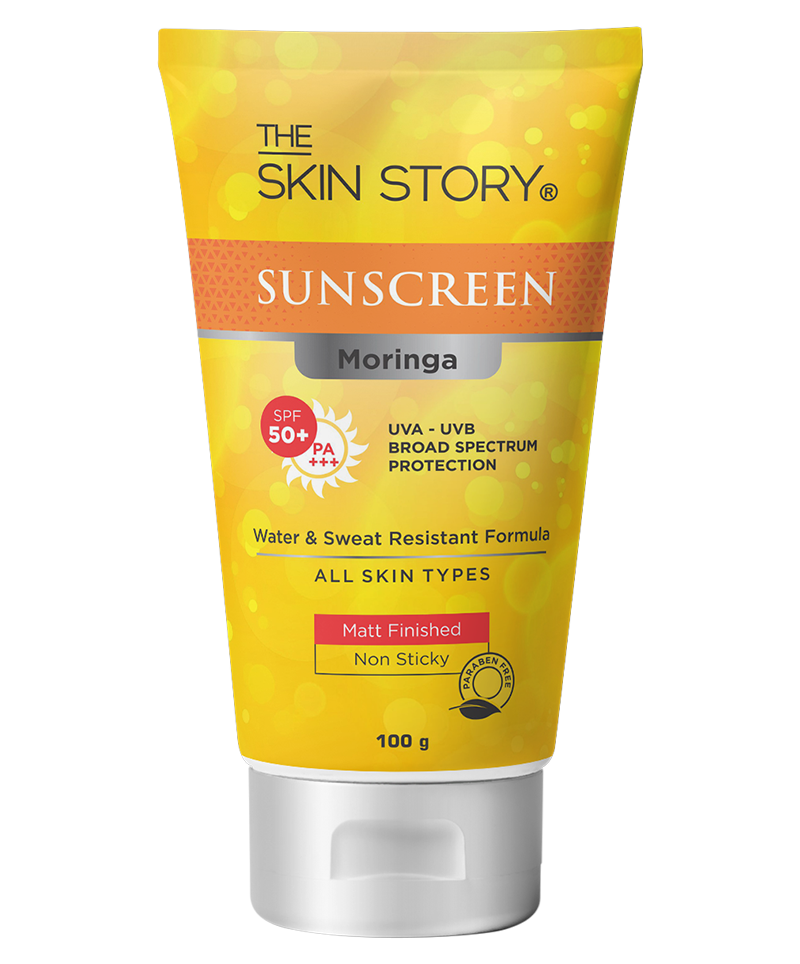 THE
SKIN STORY®
SUNSCREEN
Moringa
SPF
50+
PA
+++
UVA - UVB
BROAD SPECTRUM
PROTECTION
Water & Sweat Resistant Formula
ALL SKIN TYPES
Matt Finished
Non Sticky
PARABEN FREE
100 g